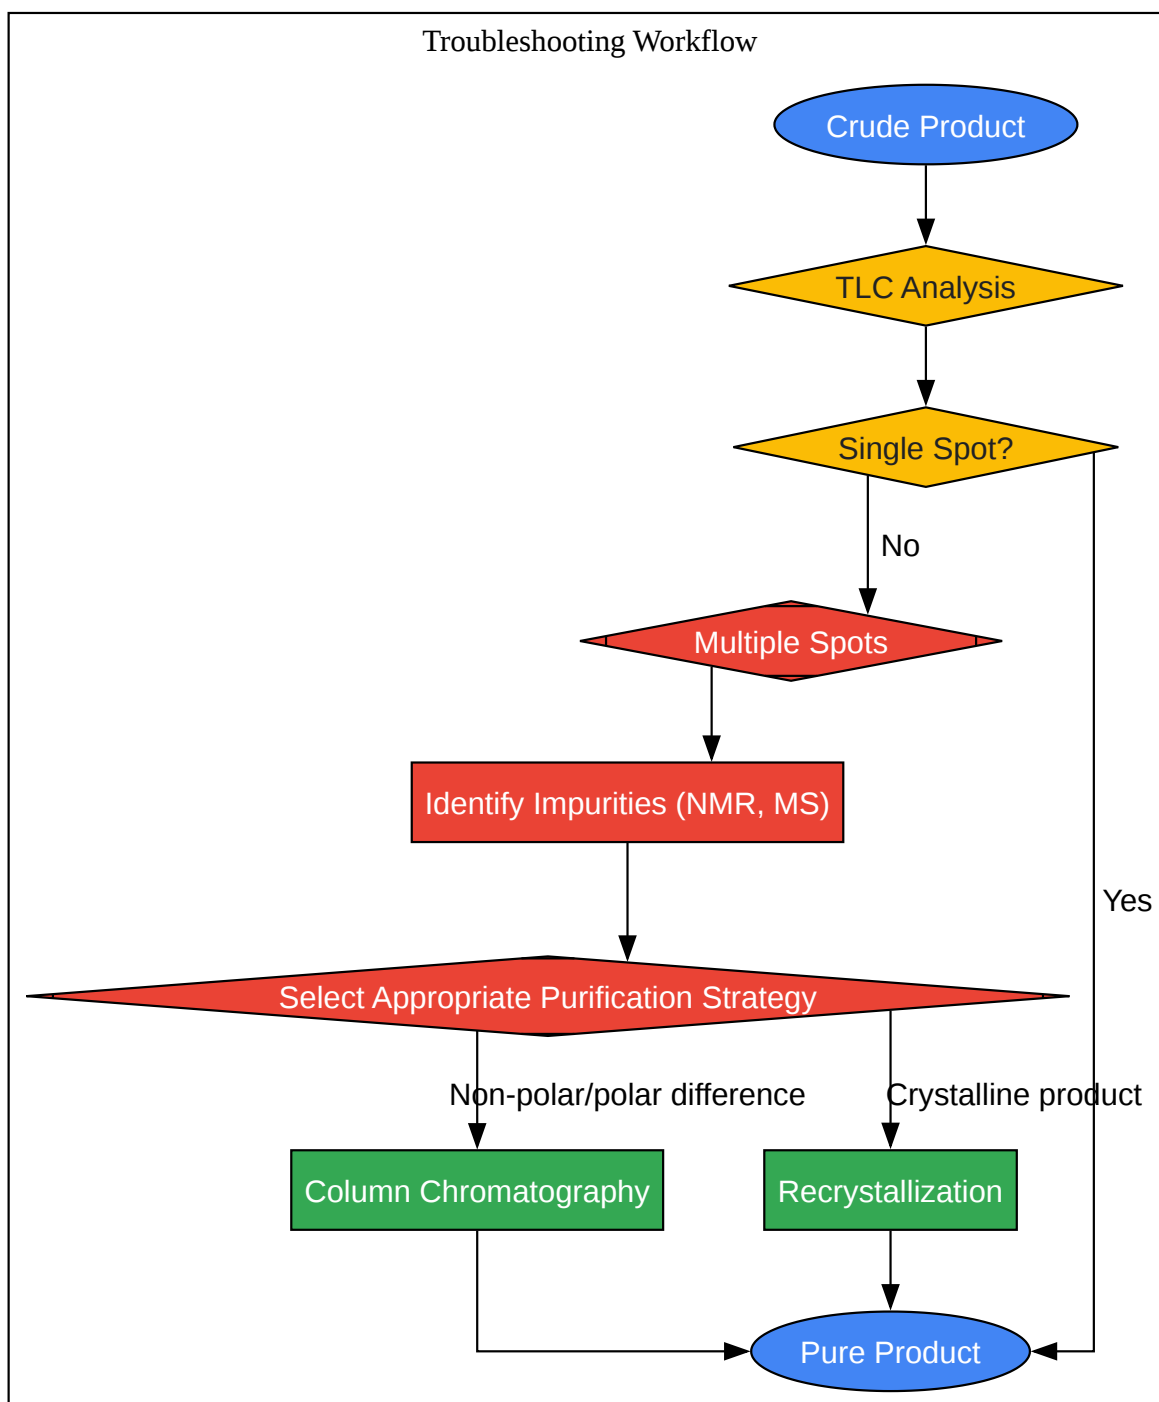 Troubleshooting Workflow
Crude Product
TLC Analysis
Single Spot?
No
Multiple Spots
Identify Impurities (NMR, MS)
Yes
Select Appropriate Purification Strategy
Non-polar/polar difference
Crystalline product
Column Chromatography
Recrystallization
Pure Product